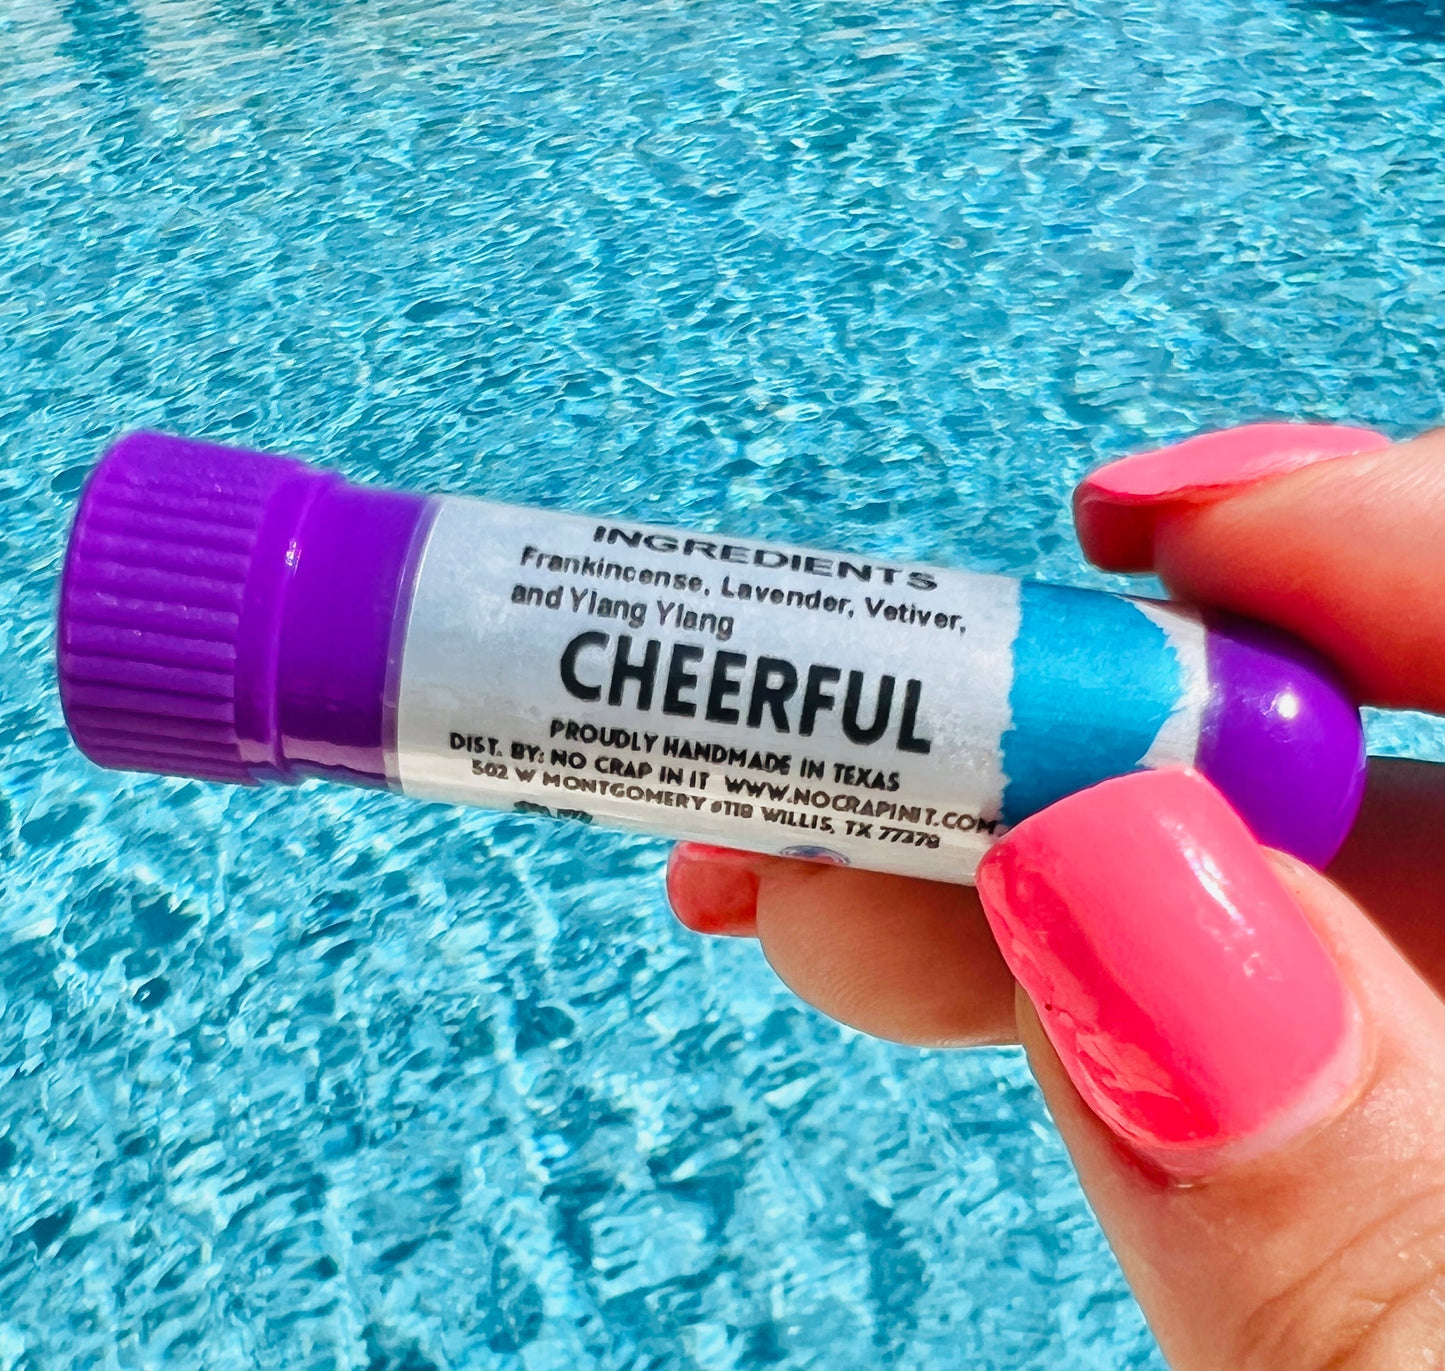 INGREDIENTS
Frankincense, Lavender, Vetiver,
and Ylang Ylang
CHEERFUL
PROUDLY HANDMADE IN TEXAS
DIST. BY: NO CRAP IN IT WWW.NOCRAPINIT.COM
502 W MONTGOMERY #118 WILLIS, TX 77378